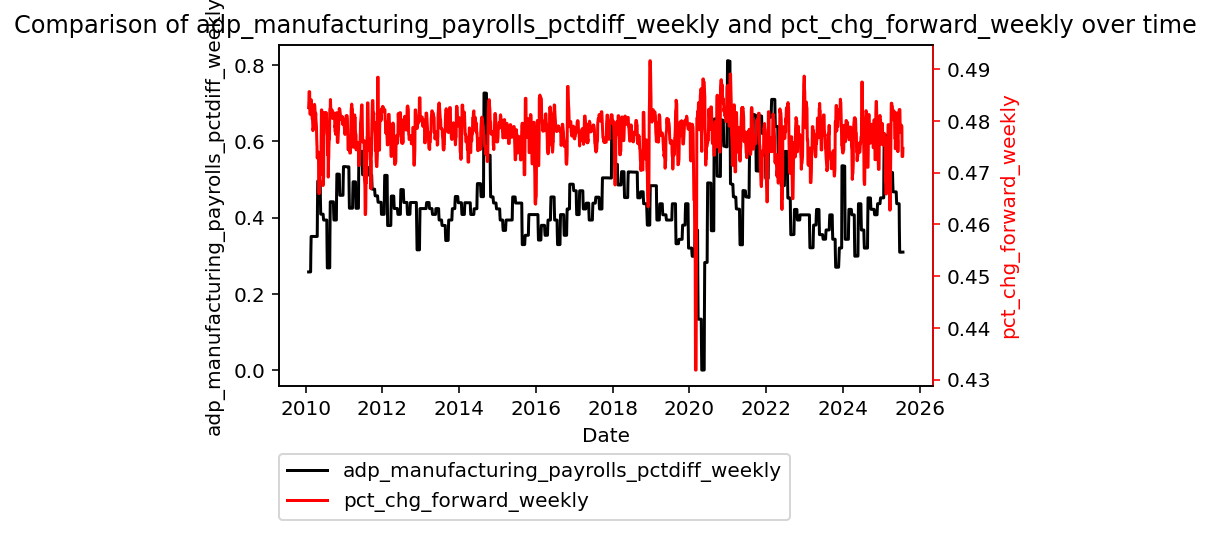 Comparison of adp_manufacturing_payrolls_pctdiff_weekly and pct_chg_forward_weekly over time
adp_manufacturing_payrolls_pctdiff_weekly
0.8
0.6
0.4
0.2
0.0
0.49
0.48
0.47
0.46
0.45
0.44
0.43
pct_chg_forward_weekly
2010 2012 2014 2016 2018 2020 2022 2024 2026
Date
adp_manufacturing_payrolls_pctdiff_weekly
pct_chg_forward_weekly